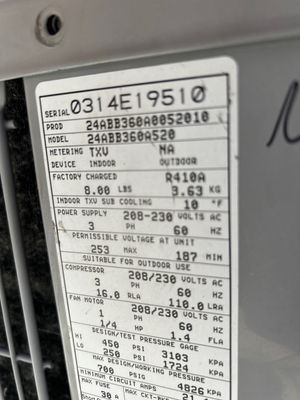 SERIAL 0314E19510
PROD 24ABB360A0052010
MODEL 24ABB360A520
METERING TXV NA
DEVICE INDOOR OUTDOOR
FACTORY CHARGED R410A
8.00 LBS 3.63 KG
INDOOR TXV SUB COOLING 10 °F
POWER SUPPLY 208-230 VOLTS AC
3 PH 60 HZ
PERMISSIBLE VOLTAGE AT UNIT
253 MAX 187 MIN
SUITABLE FOR OUTDOOR USE
COMPRESSOR 208/230 VOLTS AC
3 PH 60 HZ
16.0 RLA 110.0 LRA
FAN MOTOR 208/230 VOLTS AC
1 PH 60 HZ
1/4 HP 1.4 FLA
DESIGN/TEST PRESSURE GAGE
HI 450 PSI 3103 KPA
LO 250 PSI 1724 KPA
MAX DESIGN/WORKING PRESSURE
700 PSIG 4826 KPA
MINIMUM CIRCUIT AMPS 21.
MAX FUSE MAX CKT-BKR
30 A